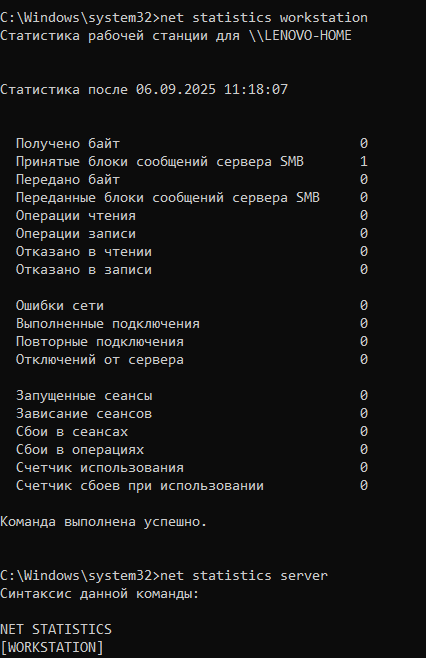 C:\Windows\system32>net statistics workstation
Статистика рабочей станции для \\LENOVO-HOME
Статистика после 06.09.2025 11:18:07
Получено байт 0
Принятые блоки сообщений сервера SMB 1
Передано байт 0
Переданные блоки сообщений сервера SMB 0
Операции чтения 0
Операции записи 0
Отказано в чтении 0
Отказано в записи 0
Ошибки сети 0
Выполненные подключения 0
Повторные подключения 0
Отключений от сервера 0
Запущенные сеансы 0
Зависание сеансов 0
Сбои в сеансах 0
Сбои в операциях 0
Счетчик использования 0
Счетчик сбоев при использовании 0
Команда выполнена успешно.
C:\Windows\system32>net statistics server
Синтаксис данной команды:
NET STATISTICS
[WORKSTATION]